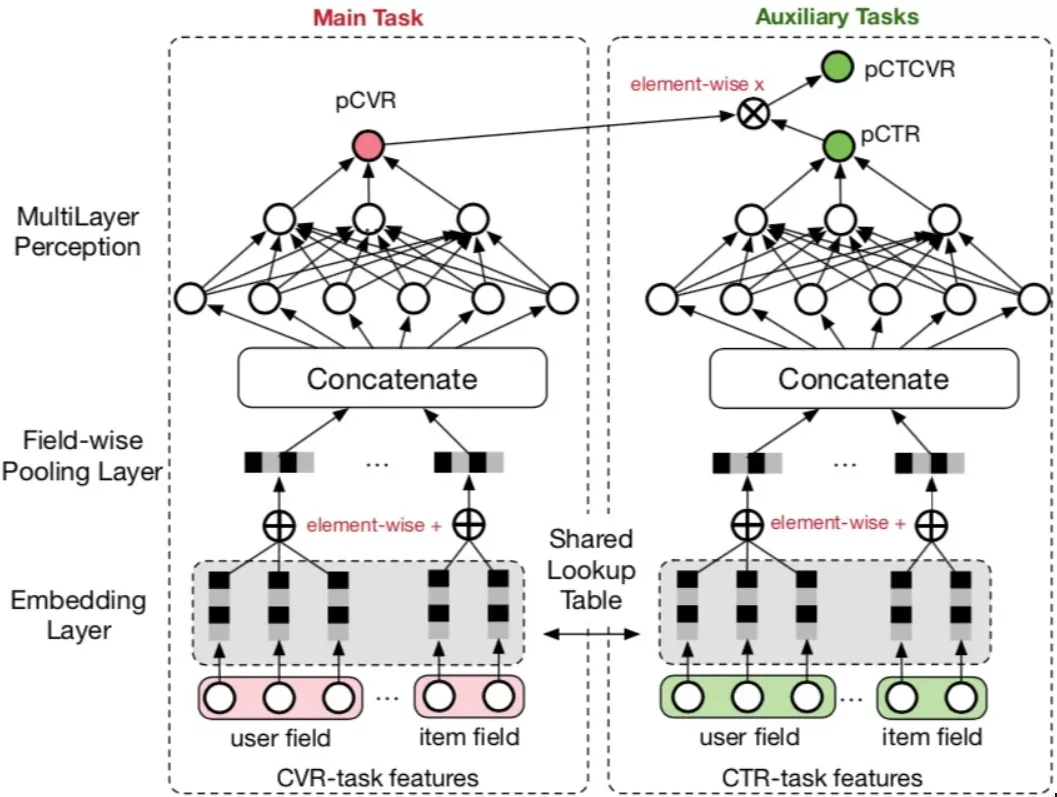 Main Task
Auxiliary Tasks
pCTCVR
element-wise x
pCVR
pCTR
MultiLayer
Perception
Concatenate
Concatenate
Field-wise
Pooling Layer
...
...
element-wise +
element-wise +
Shared
Lookup
Table
Embedding
Layer
...
...
user field
item field
user field
item field
CVR-task features
CTR-task features